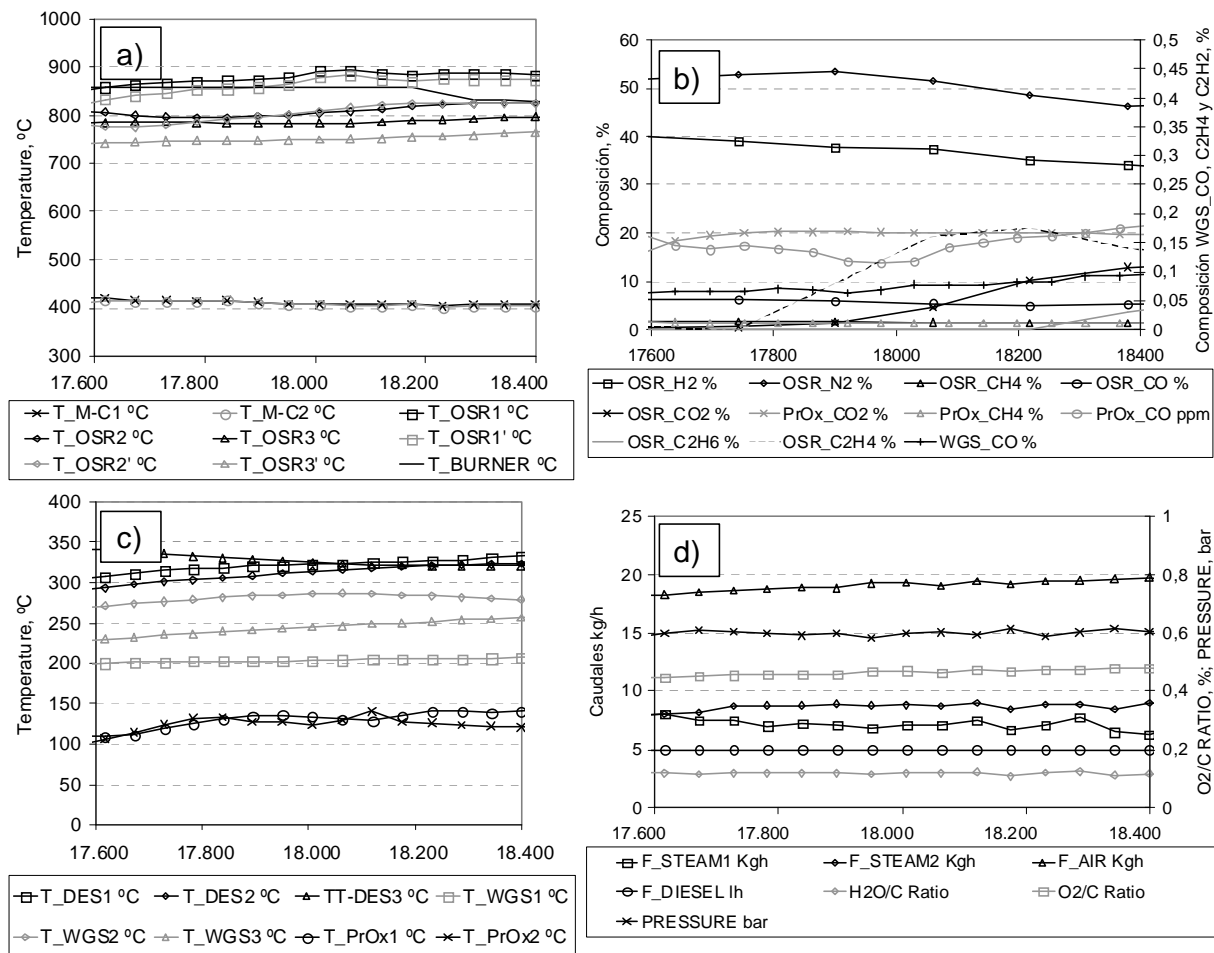 a)
1000
900
800
700
600
500
400
300
Temperature, ºC
17.600 17.800 18.000 18.200 18.400
T_M-C1 ºC T_M-C2 ºC T_OSR1 ºC
T_OSR2 ºC T_OSR3 ºC T_OSR1' ºC
T_OSR2' ºC T_OSR3' ºC T_BURNER ºC
b)
60
50
40
30
20
10
0
Composición, %
0,5
0,45
0,4
0,35
0,3
0,25
0,2
0,15
0,1
0,05
0
Composición WGS_CO, C2H4 y C2H2, %
17600 17800 18000 18200 18400
OSR_H2 % OSR_N2 % OSR_CH4 % OSR_CO %
OSR_CO2 % PrOx_CO2 % PrOx_CH4 % PrOx_CO ppm
OSR_C2H6 % OSR_C2H4 % WGS_CO %
c)
400
350
300
250
200
150
100
50
0
Temperature, ºC
17.600 17.800 18.000 18.200 18.400
T_DES1 ºC T_DES2 ºC TT-DES3 ºC T_WGS1 ºC
T_WGS2 ºC T_WGS3 ºC T_PrOx1 ºC T_PrOx2 ºC
d)
25
20
15
10
5
0
Caudales kg/h
1
0,8
0,6
0,4
0,2
0
O2/C RATIO, %; PRESSURE, bar
17.600 17.800 18.000 18.200 18.400
F_STEAM1 Kgh F_STEAM2 Kgh F_AIR Kgh
F_DIESEL lh H2O/C Ratio O2/C Ratio
PRESSURE bar